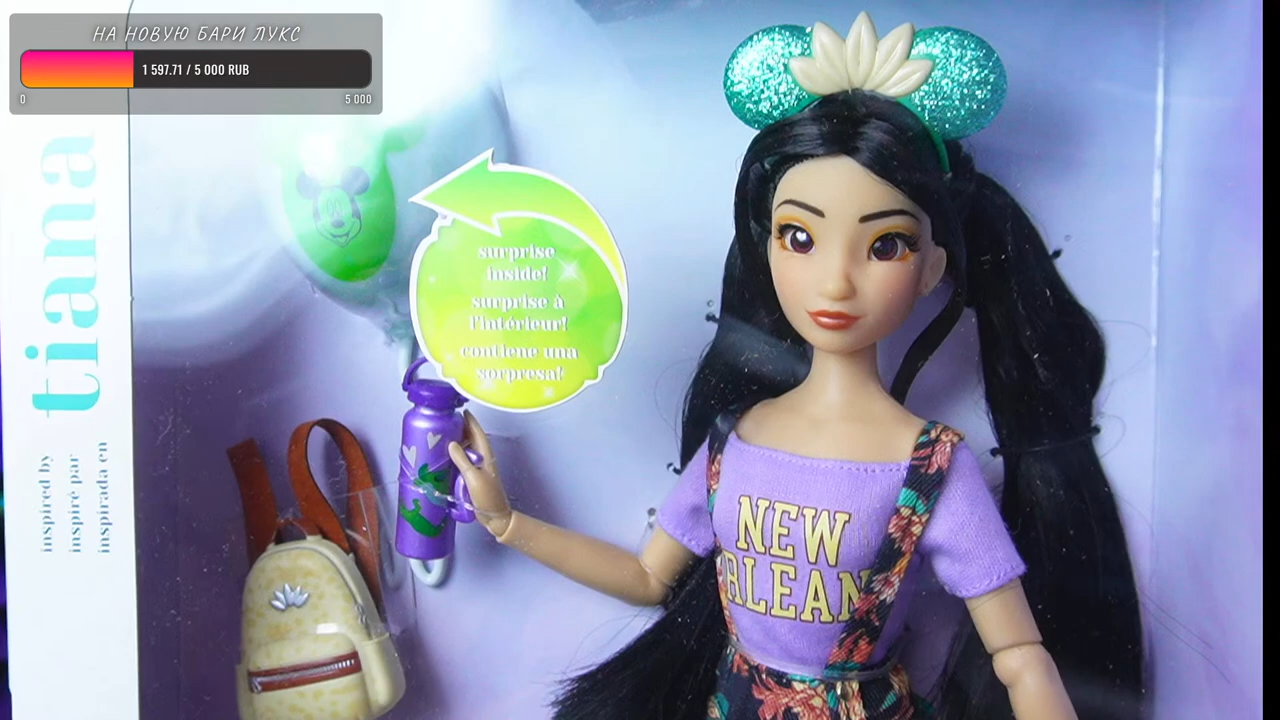 НА НОВУЮ БАРИ ЛУКС
1 597.71 / 5 000 RUB
0
5 000
tiana
inspired by
inspiré par
inspirada en
surprise
inside!
surprise à
l'intérieur!
contiene una
sorpresa!
NEW
RLEAN